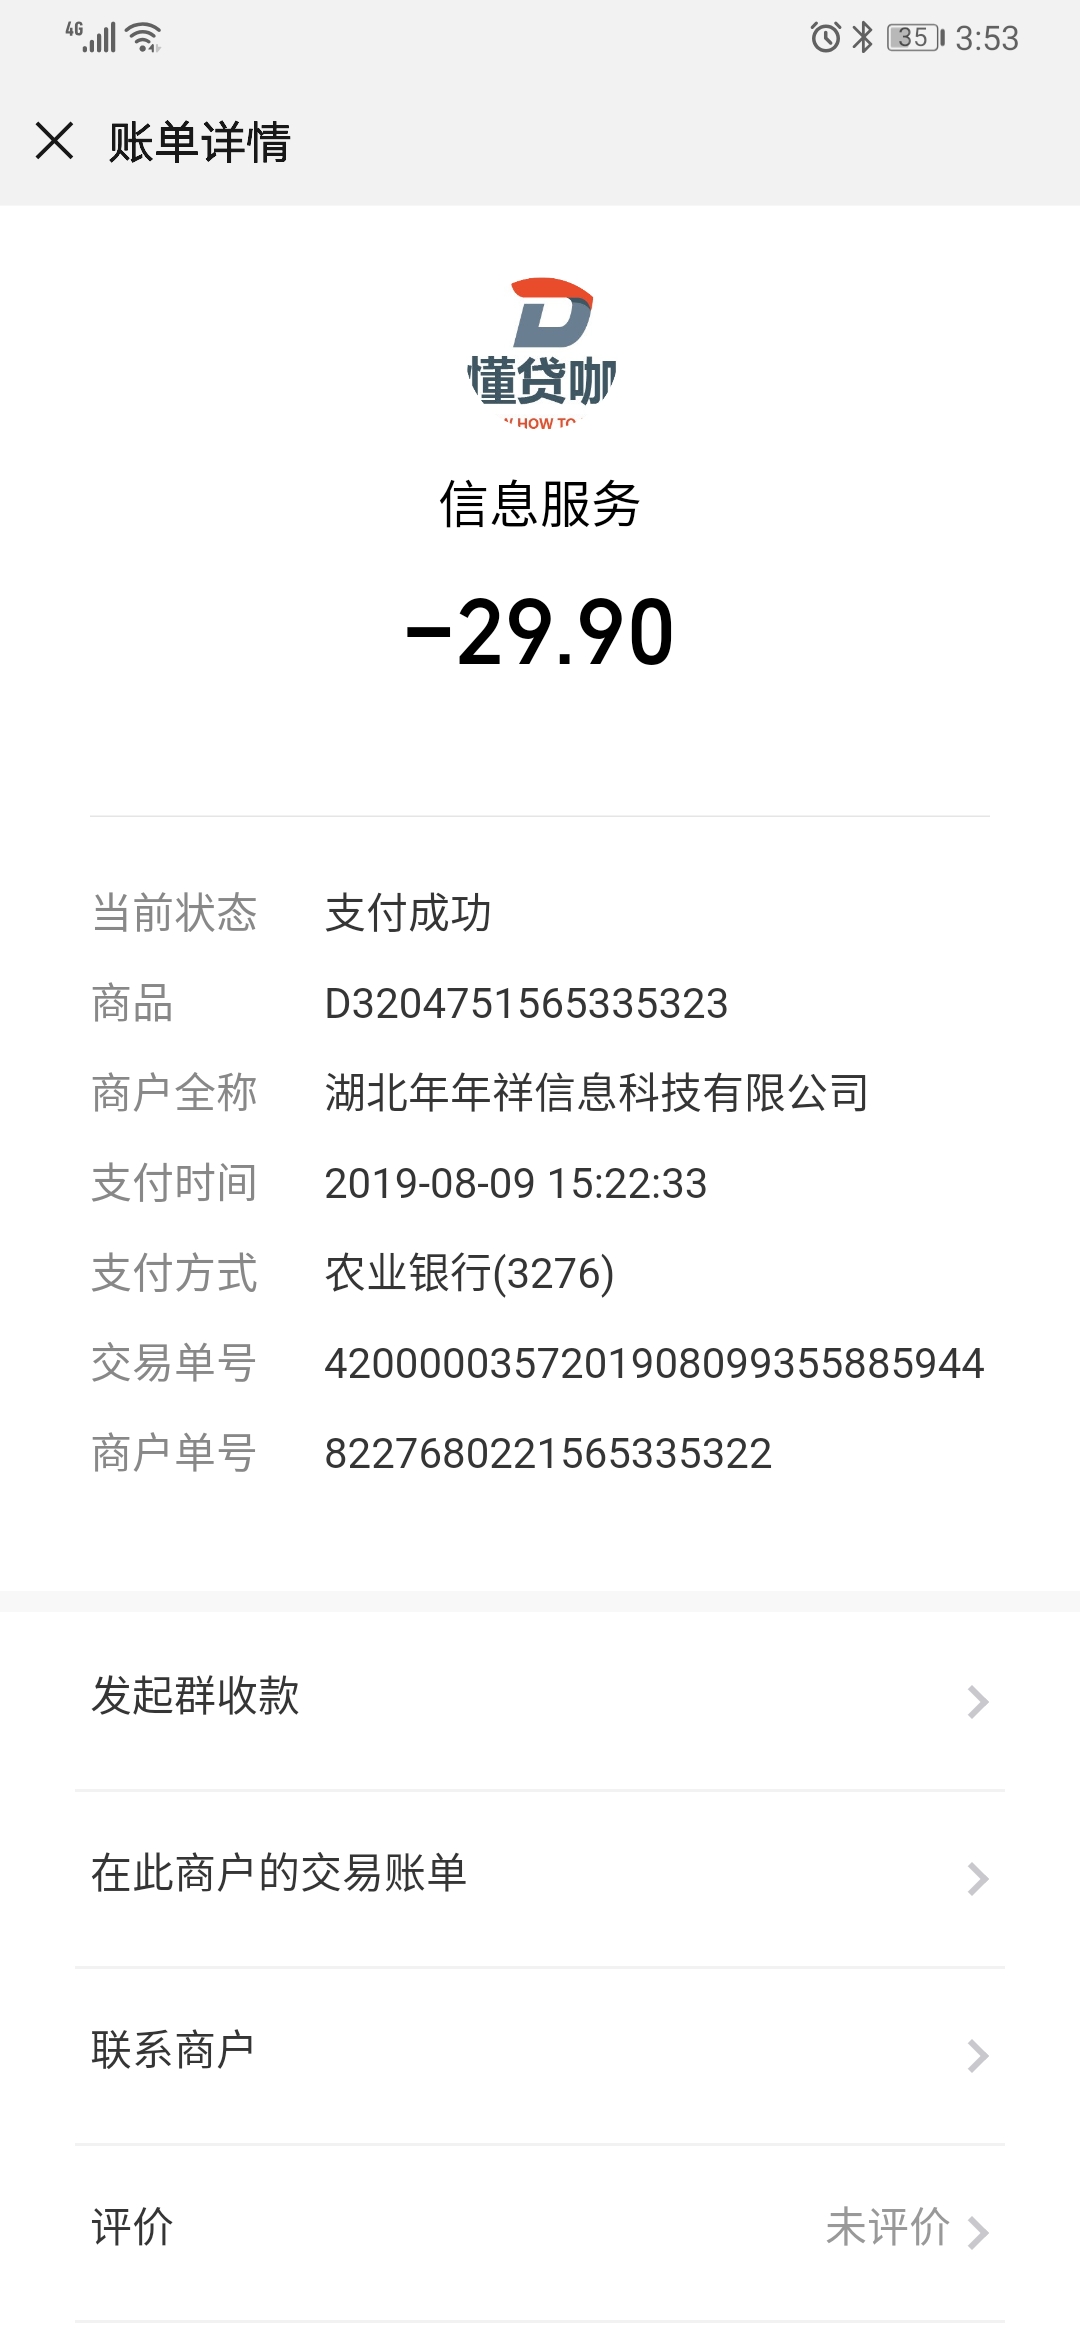 4G 35 3:53
账单详情
懂贷咖
HOW TO
信息服务
-29.90
当前状态 支付成功
商品 D3204751565335323
商户全称 湖北年年祥信息科技有限公司
支付时间 2019-08-09 15:22:33
支付方式 农业银行(3276)
交易单号 4200000357201908099355885944
商户单号 8227680221565335322
发起群收款
在此商户的交易账单
联系商户
评价 未评价